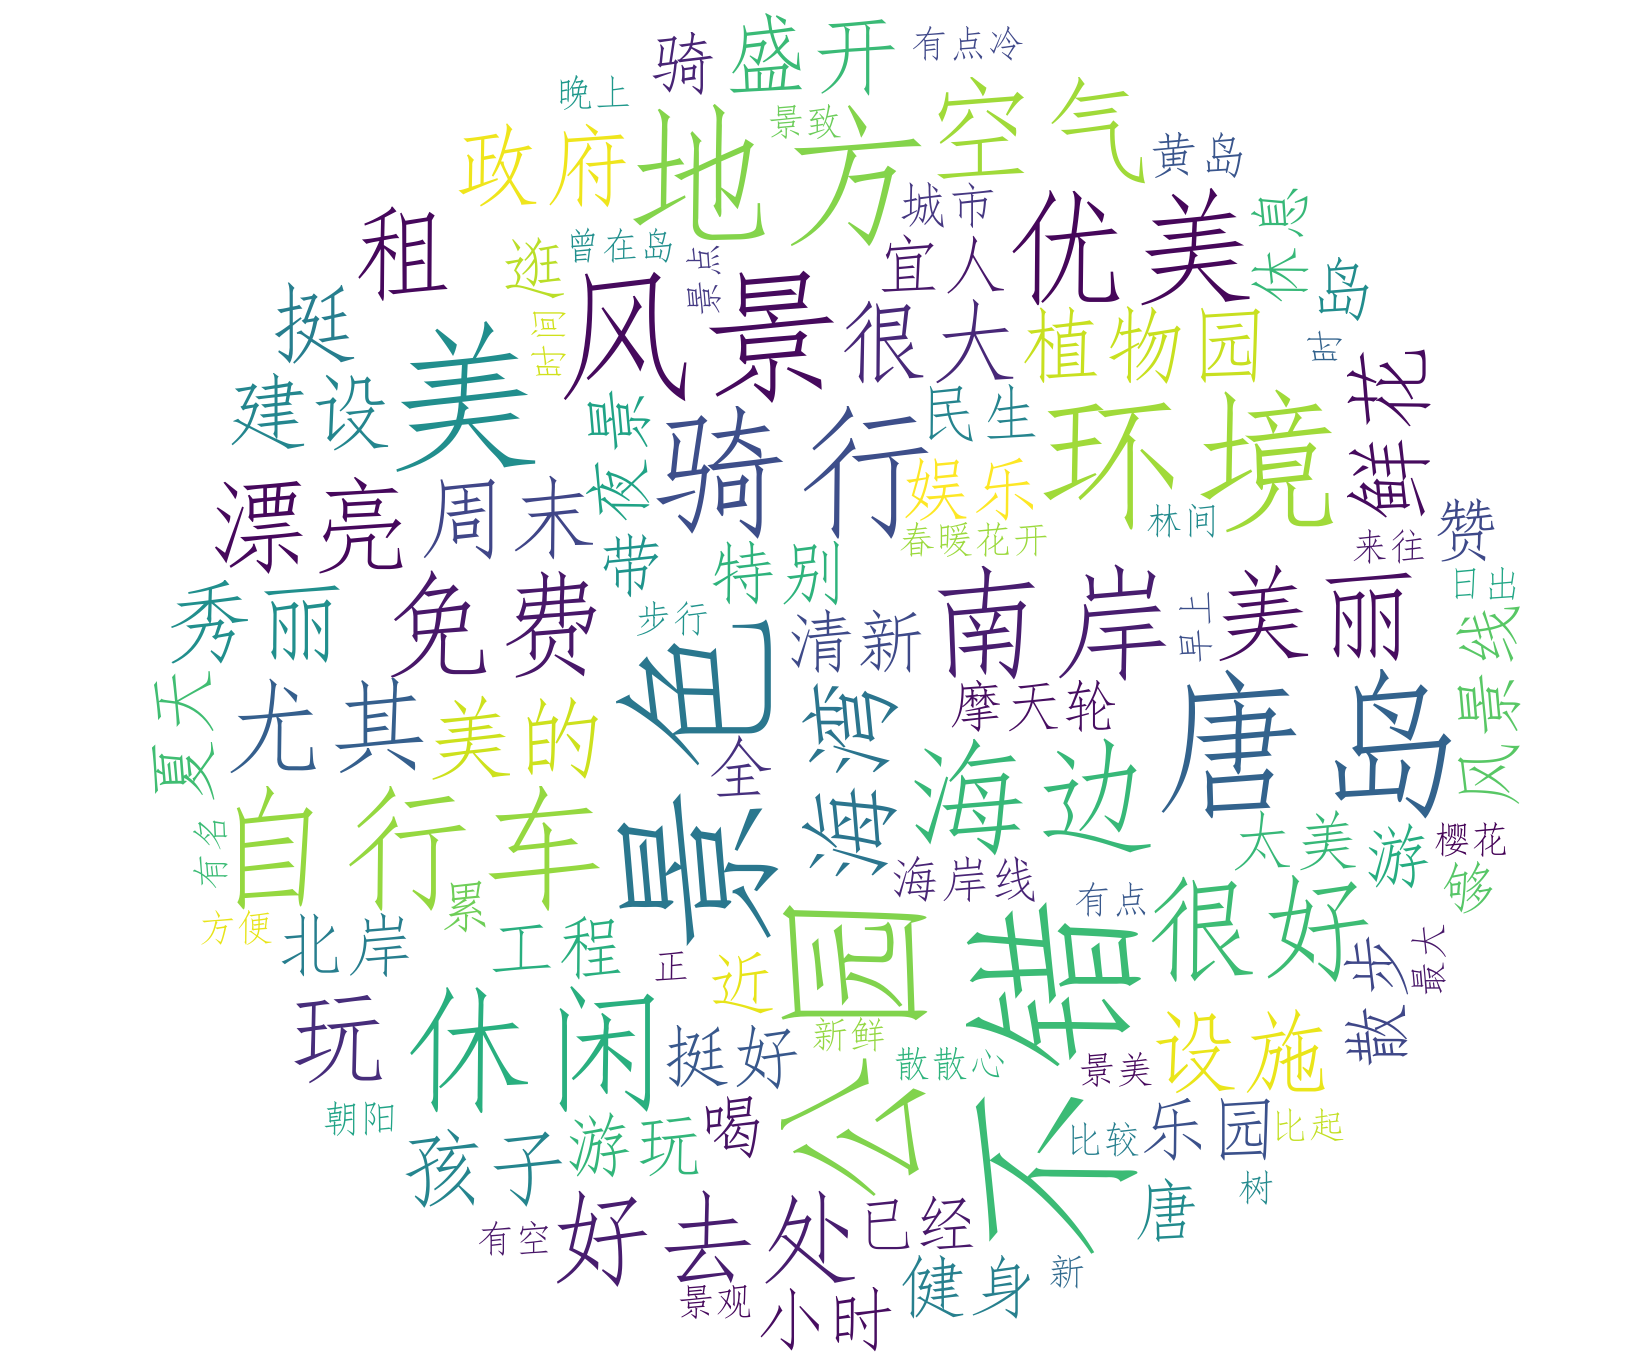 骑
盛开
有点冷
晚上
景致
空气
政府
地方
黄岛
城市
租
优美
休息
逛
曾在岛
景点
宜人
岛
挺
时间
风景
很大
植物园
时
鲜花
建设
美
夜景
骑行
民生
环境
娱乐
漂亮
周末
带
特别
春暖花开
林间
来往
赞
日出
秀丽
免费
步行
清新
南岸
早上
美丽
风景线
夏天
尤其
美的
景色
全
海湾
摩天轮
海边
唐岛
自行车
有名
累
海岸线
太美
游
樱花
够
方便
北岸
工程
正
近
公园
不错
有点
很好
散步
最大
玩
休闲
挺好
新鲜
散散心
景美
设施
朝阳
孩子
游玩
喝
比较
乐园
比起
唐
树
有空
好去处
已经
健身
新
景观
小时